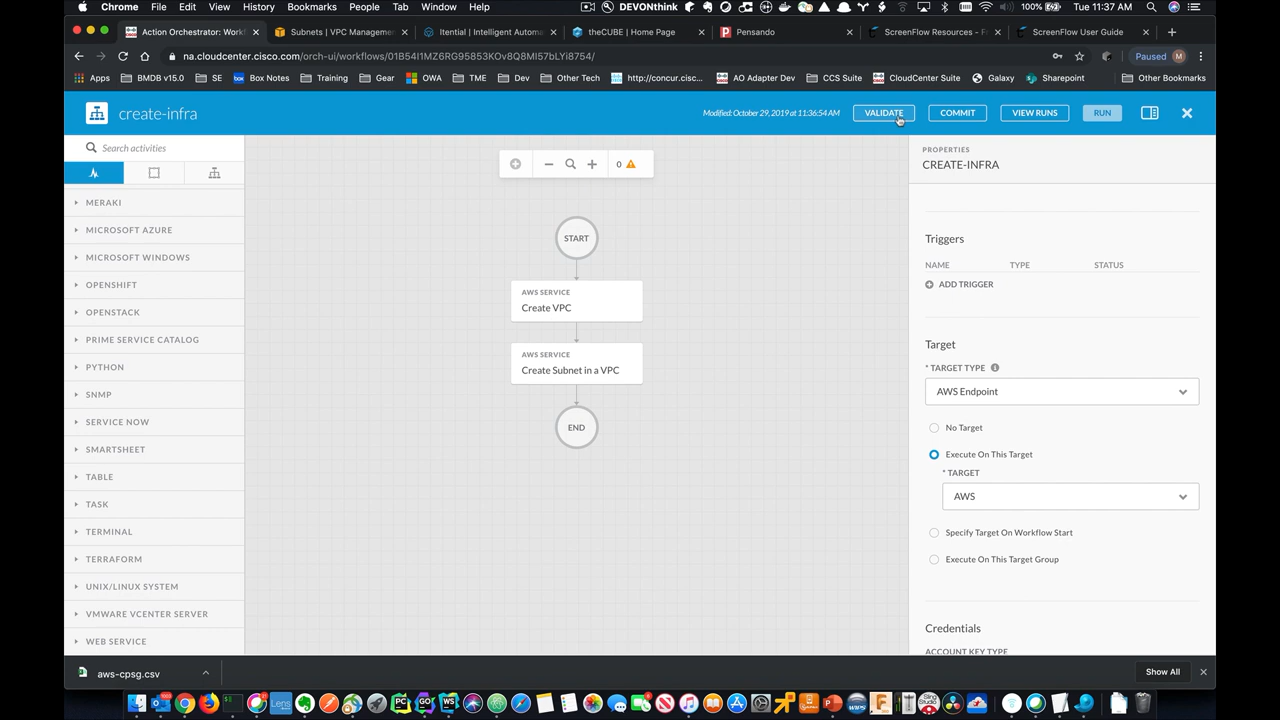 Chrome File Edit View History Bookmarks People Tab Window Help DEVONthink 100% Tue 11:37 AM
Action Orchestrator: Workf Subnets | VPC Managemen Itential | Intelligent Automati theCUBE | Home Page Pensando ScreenFlow Resources - Fr ScreenFlow User Guide
na.cloudcenter.cisco.com/orch-ui/workflows/01B54I1MZ6RG95853KOv8Q8MI57bLYi8754/ Paused M
Apps BMDB v15.0 SE Box Notes Training Gear OWA TME Dev Other Tech http://concur.cisc... AO Adapter Dev CCS Suite CloudCenter Suite Galaxy Sharepoint Other Bookmarks
create-infra Modified: October 29, 2019 at 11:36:54 AM VALIDATE COMMIT VIEW RUNS RUN
Search activities
0
PROPERTIES
CREATE-INFRA
MERAKI
MICROSOFT AZURE
MICROSOFT WINDOWS
OPENSHIFT
OPENSTACK
PRIME SERVICE CATALOG
PYTHON
SNMP
SERVICE NOW
SMARTSHEET
TABLE
TASK
TERMINAL
TERRAFORM
UNIX/LINUX SYSTEM
VMWARE VCENTER SERVER
WEB SERVICE
START
AWS SERVICE
Create VPC
AWS SERVICE
Create Subnet in a VPC
END
Triggers
NAME TYPE STATUS
ADD TRIGGER
Target
* TARGET TYPE
AWS Endpoint
No Target
Execute On This Target
* TARGET
AWS
Specify Target On Workflow Start
Execute On This Target Group
Credentials
ACCOUNT KEY TYPE
aws-cpsg.csv Show All